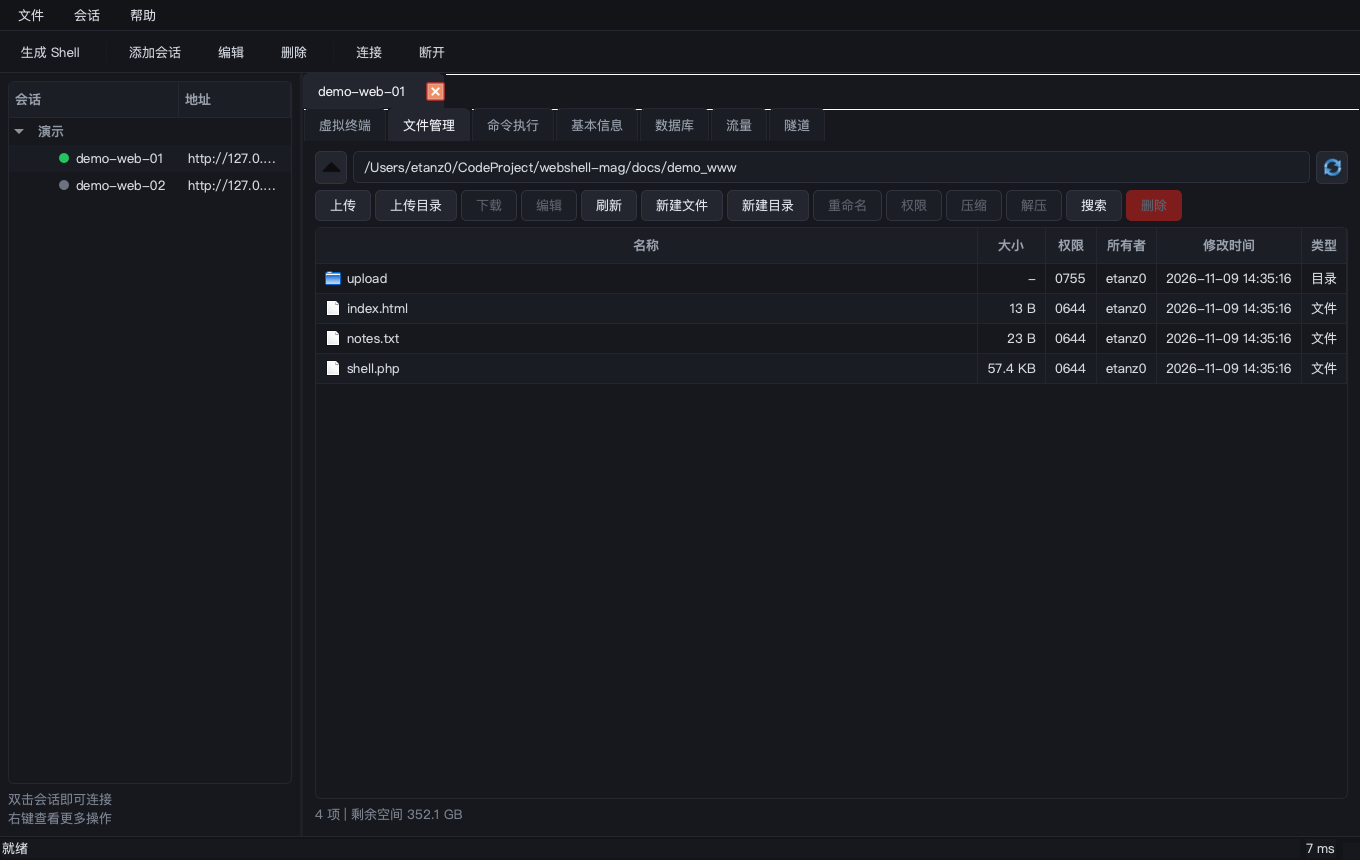 文件 会话 帮助
生成 Shell 添加会话 编辑 删除 连接 断开
会话 地址
演示
demo-web-01 http://127.0....
demo-web-02 http://127.0....
双击会话即可连接
右键查看更多操作
demo-web-01
虚拟终端 文件管理 命令执行 基本信息 数据库 流量 隧道
/Users/etanz0/CodeProject/webshell-mag/docs/demo_www
上传 上传目录 下载 编辑 刷新 新建文件 新建目录 重命名 权限 压缩 解压 搜索 删除
名称 大小 权限 所有者 修改时间 类型
upload – 0755 etanz0 2026-11-09 14:35:16 目录
index.html 13 B 0644 etanz0 2026-11-09 14:35:16 文件
notes.txt 23 B 0644 etanz0 2026-11-09 14:35:16 文件
shell.php 57.4 KB 0644 etanz0 2026-11-09 14:35:16 文件
4 项 | 剩余空间 352.1 GB
就绪 7 ms